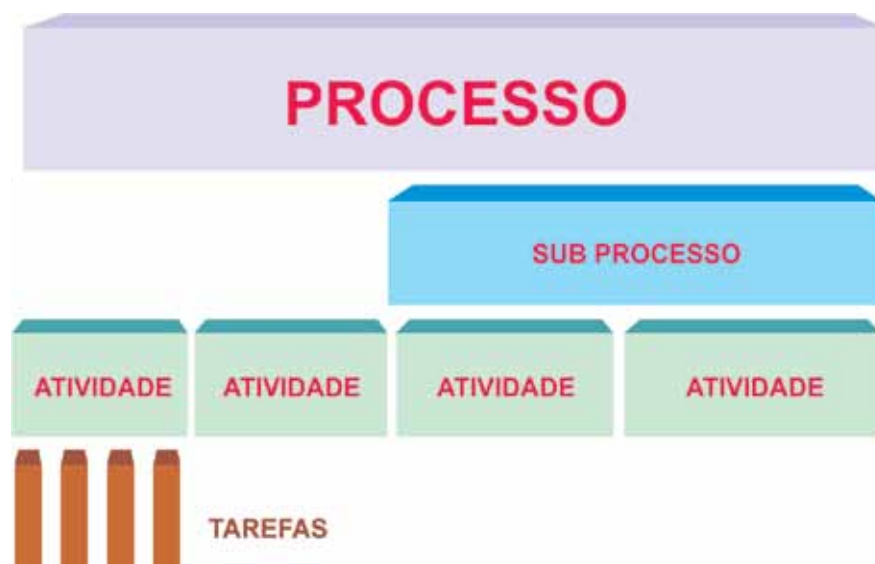 PROCESSO
SUB PROCESSO
ATIVIDADE ATIVIDADE ATIVIDADE ATIVIDADE
TAREFAS